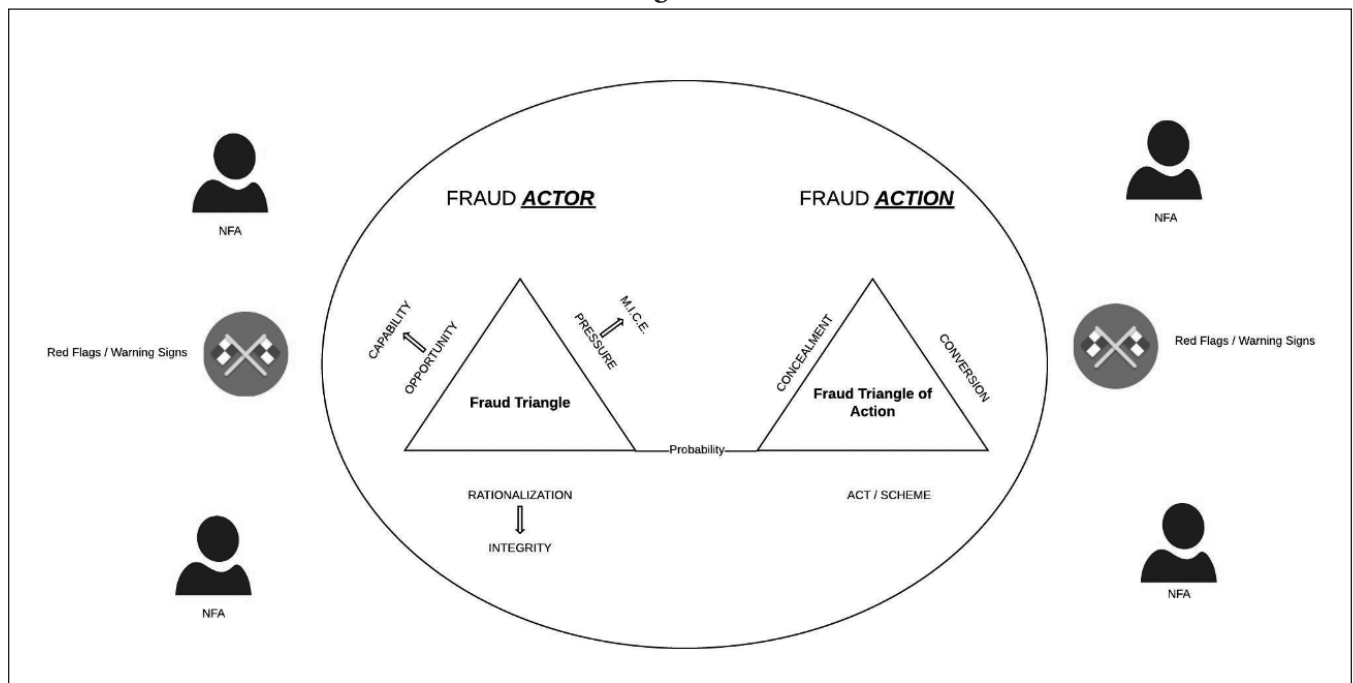 NFA
NFA
FRAUD ACTOR
FRAUD ACTION
Red Flags / Warning Signs
CAPABILITY
OPPORTUNITY
PRESSURE
M.I.C.E.
Fraud Triangle
CONCEALMENT
CONVERSION
Fraud Triangle of
Action
Red Flags / Warning Signs
Probability
RATIONALIZATION
INTEGRITY
ACT / SCHEME
NFA
NFA